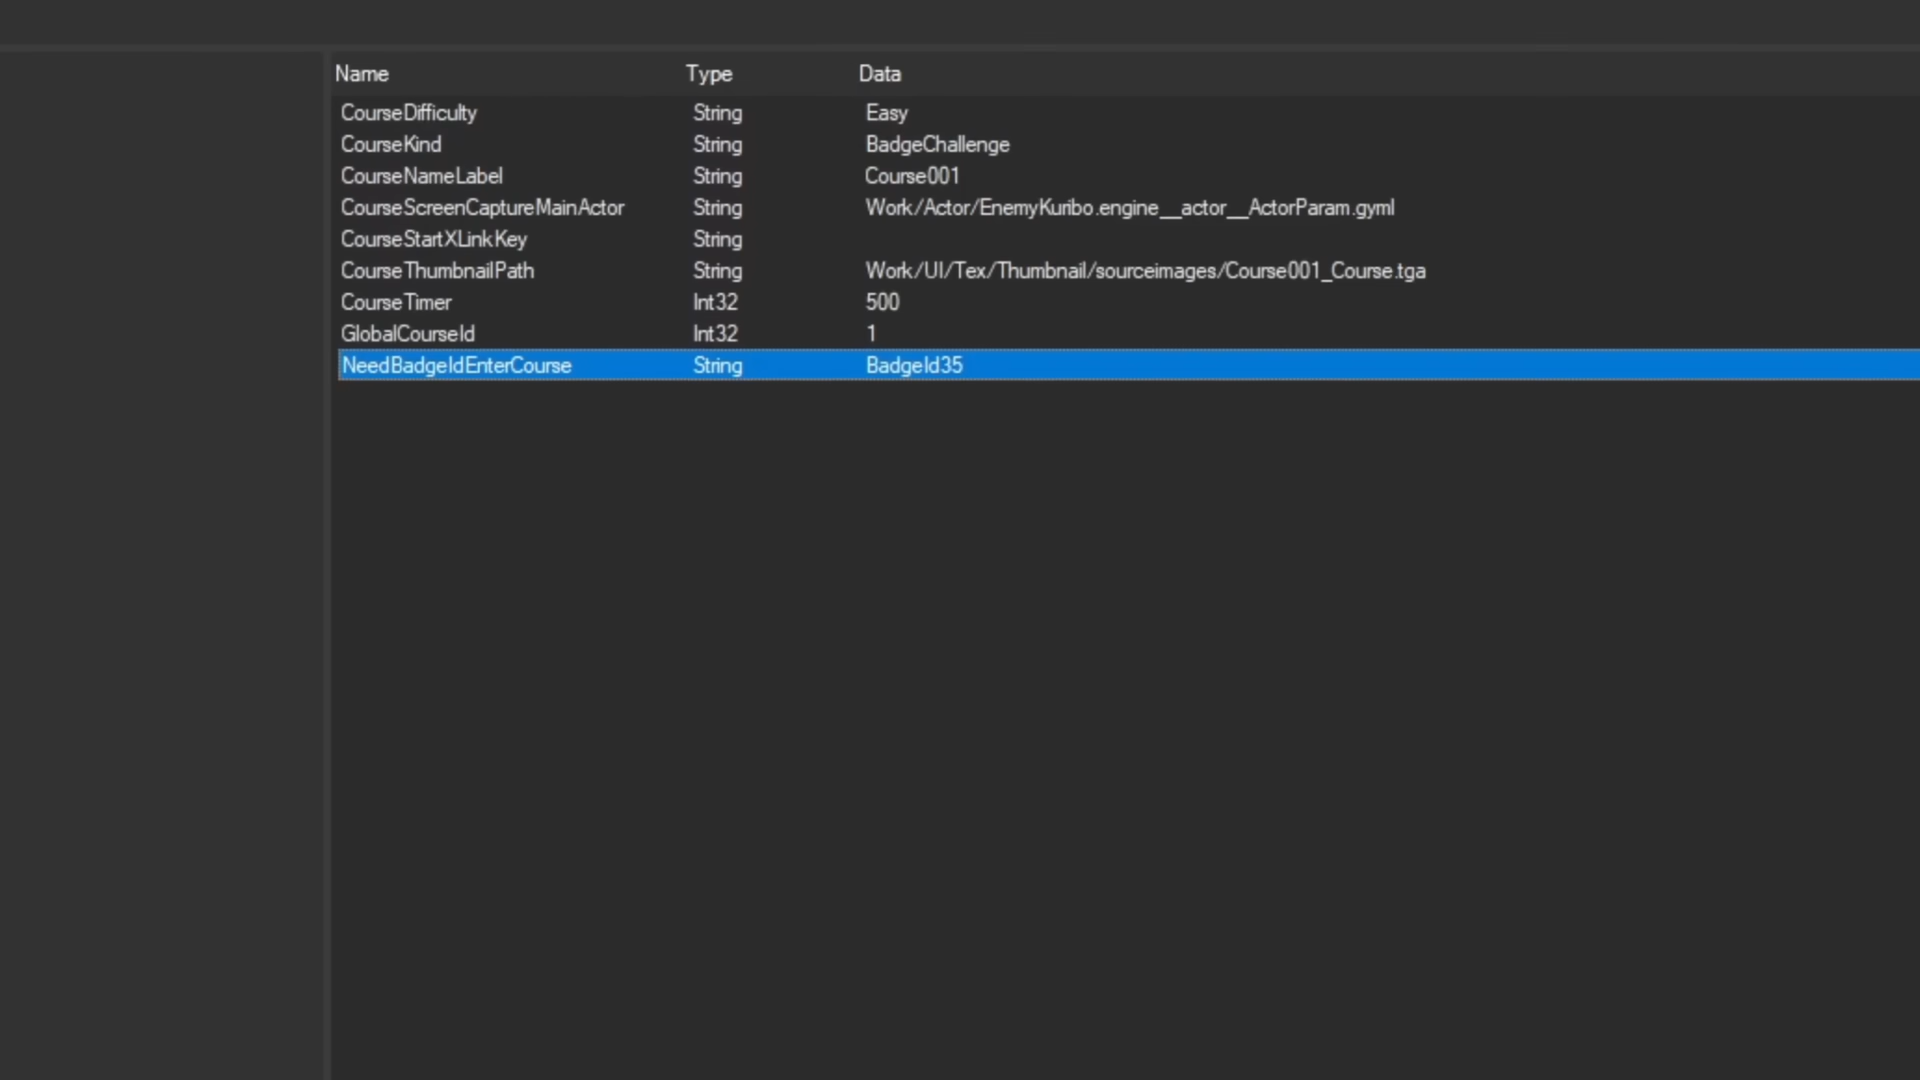 Name Type Data
CourseDifficulty String Easy
CourseKind String BadgeChallenge
CourseNameLabel String Course001
CourseScreenCaptureMainActor String Work/Actor/EnemyKuribo.engine__actor__ActorParam.gyml
CourseStartXLinkKey String
CourseThumbnailPath String Work/UI/Tex/Thumbnail/sourceimages/Course001_Course.tga
CourseTimer Int32 500
GlobalCourseId Int32 1
NeedBadgeIdEnterCourse String BadgeId35